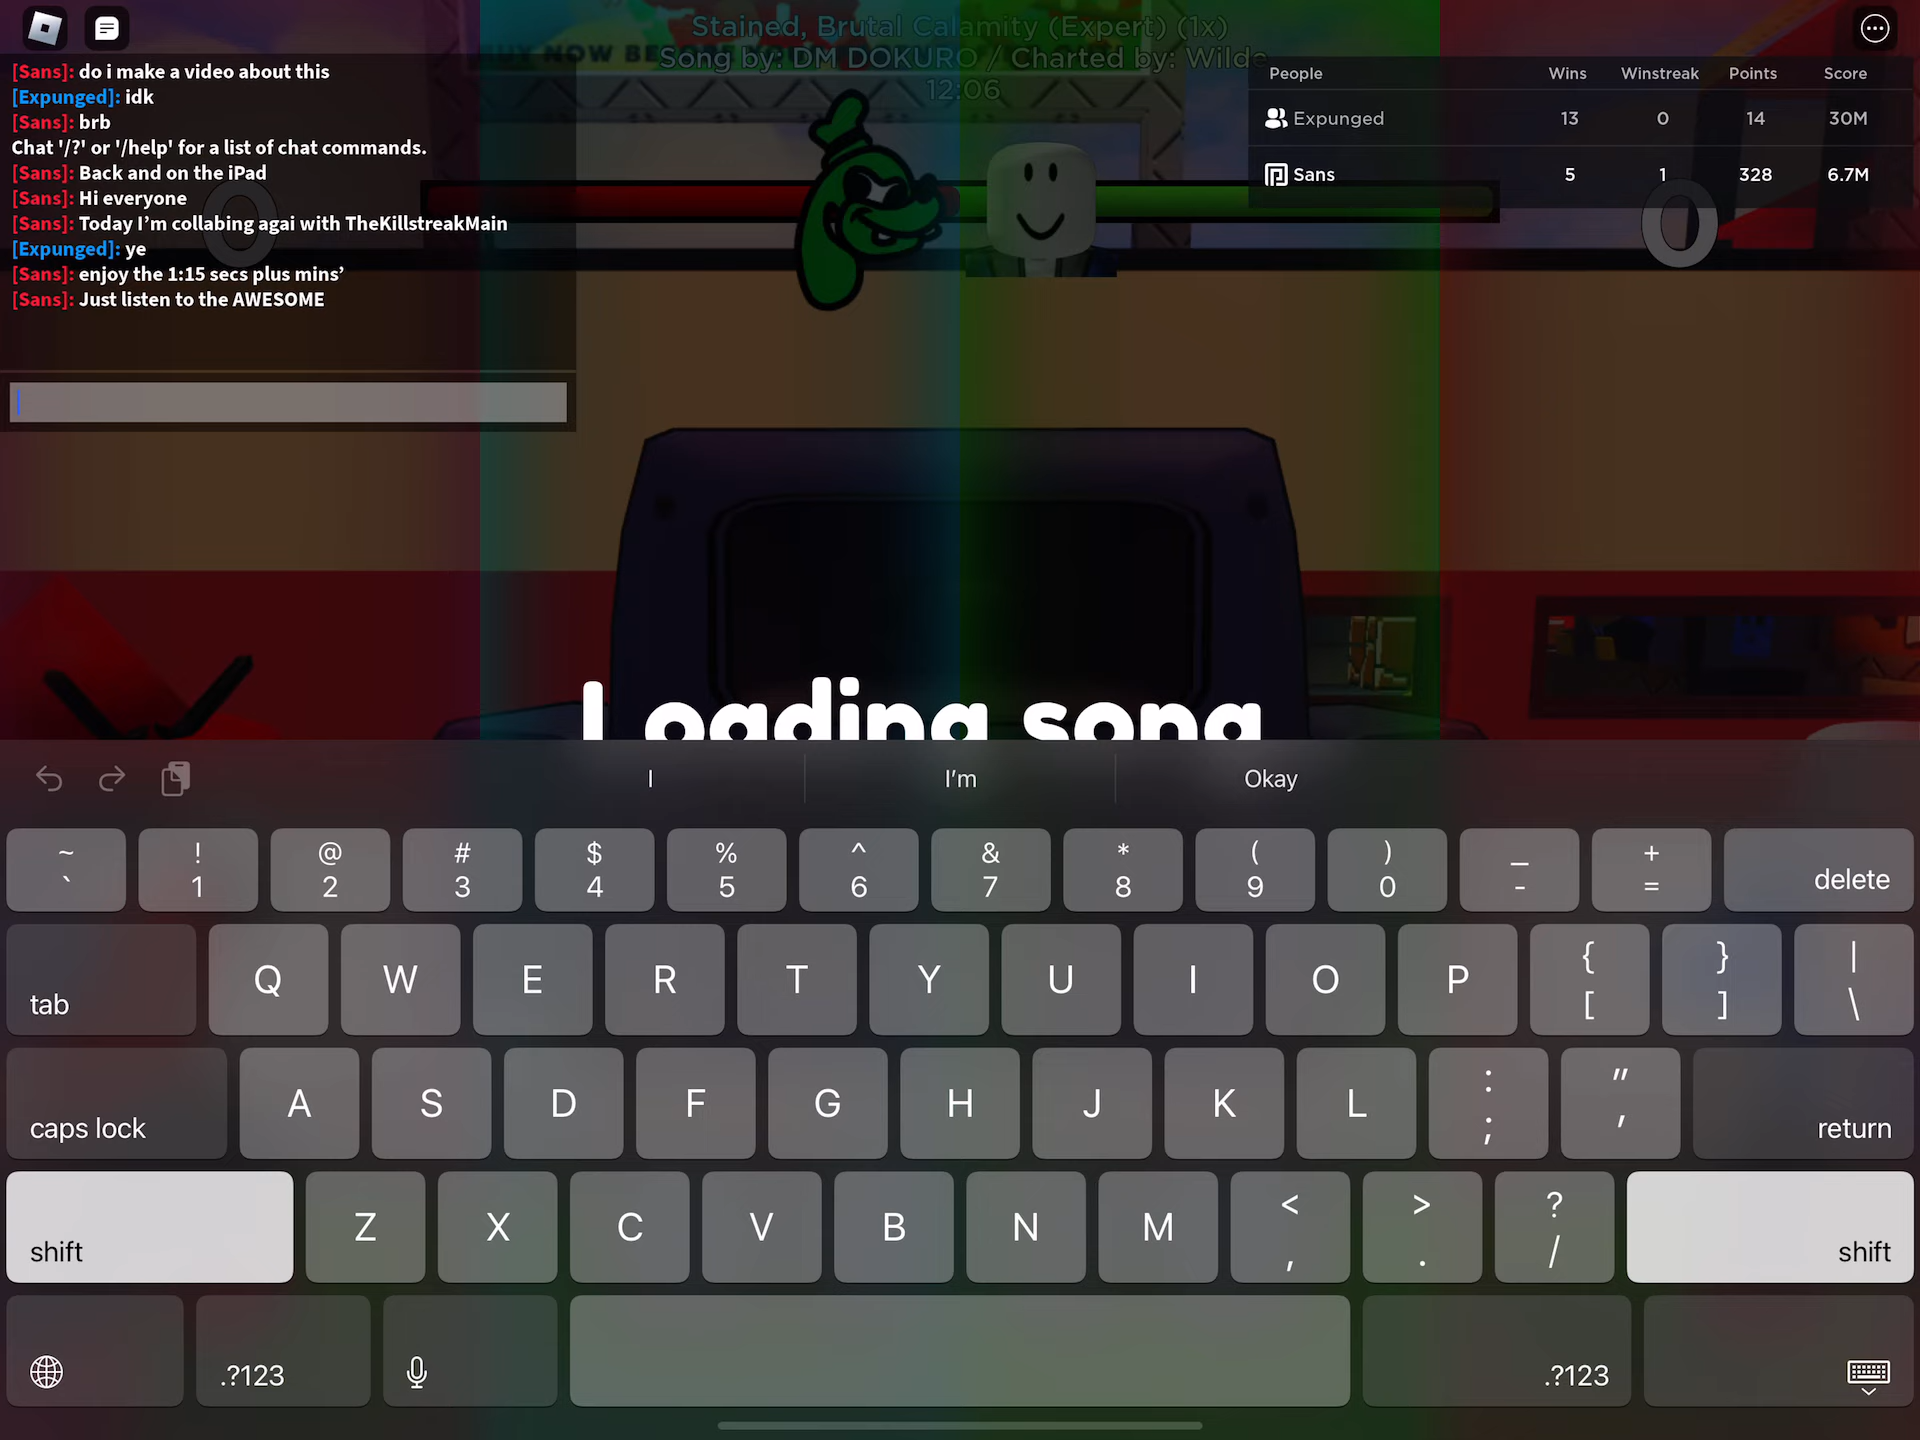 Stained, Brutal Calamity (Expert) (1x)
BUY NOW BE
Song by: DM DOKURO / Charted by: Wilde
12:06
[Sans]: do i make a video about this
[Expunged]: idk
[Sans]: brb
Chat '/?' or '/help' for a list of chat commands.
[Sans]: Back and on the iPad
[Sans]: Hi everyone
[Sans]: Today I’m collabing agai with TheKillstreakMain
[Expunged]: ye
[Sans]: enjoy the 1:15 secs plus mins’
[Sans]: Just listen to the AWESOME
People Wins Winstreak Points Score
Expunged 13 0 14 30M
Sans 5 1 328 6.7M
0 0
Loading song
I I’m Okay
~ ! @ # $ % ^ & * ( ) _ +
` 1 2 3 4 5 6 7 8 9 0 - = delete
tab Q W E R T Y U I O P { [ } ] | \
caps lock A S D F G H J K L : ; " ' return
shift Z X C V B N M < , > . ? / shift
.?123 .?123